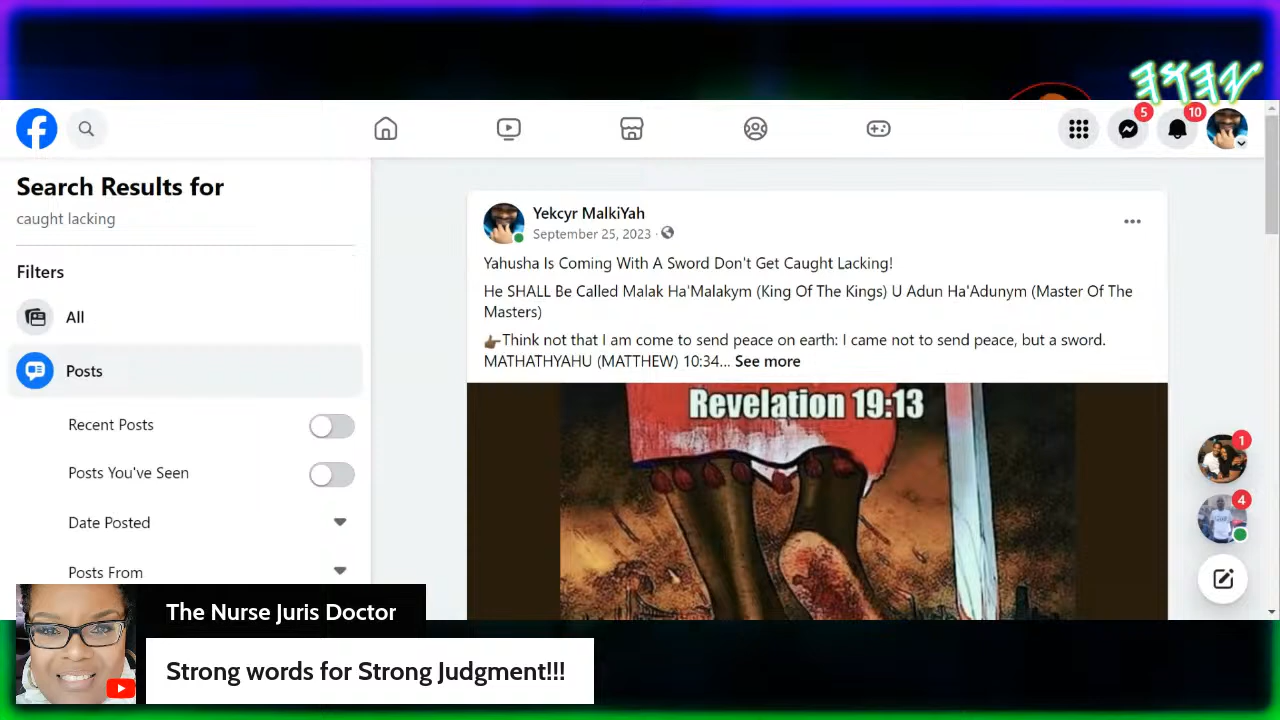 𐤉𐤄𐤅𐤄
5
10
Search Results for
caught lacking
Filters
All
Posts
Recent Posts
Posts You've Seen
Date Posted
Posts From
Yekcyr MalkiYah
September 25, 2023 ·
Yahusha Is Coming With A Sword Don't Get Caught Lacking!
He SHALL Be Called Malak Ha'Malakym (King Of The Kings) U Adun Ha'Adunym (Master Of The
Masters)
👉🏾Think not that I am come to send peace on earth: I came not to send peace, but a sword.
MATHATHYAHU (MATTHEW) 10:34... See more
Revelation 19:13
1
4
The Nurse Juris Doctor
Strong words for Strong Judgment!!!